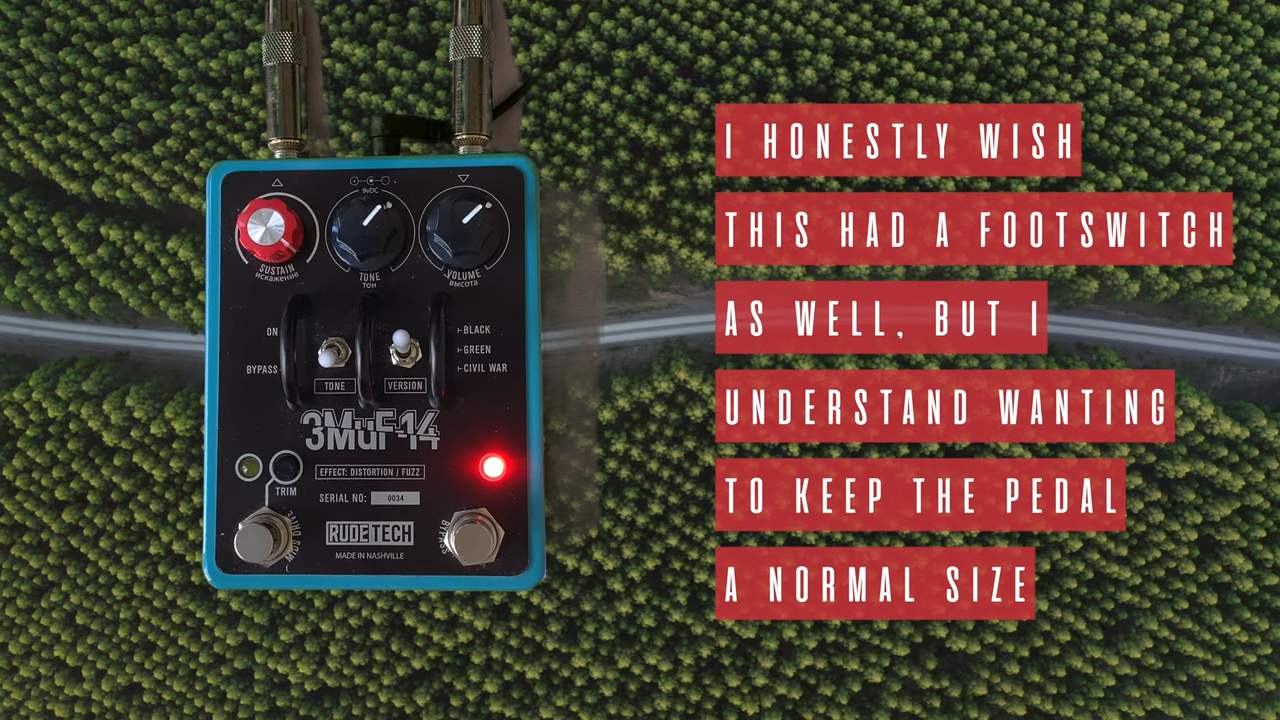 I HONESTLY WISH
THIS HAD A FOOTSWITCH
AS WELL, BUT I
UNDERSTAND WANTING
TO KEEP THE PEDAL
A NORMAL SIZE
9VDC
SUSTAIN
искажение
TONE
тон
VOLUME
высота
ON
BYPASS
BLACK
GREEN
CIVIL WAR
TONE
VERSION
3MuF-14
EFFECT: DISTORTION / FUZZ
TRIM
SERIAL NO: 0034
MIDS DRIVE
RUDETECH
BYPASS
MADE IN NASHVILLE